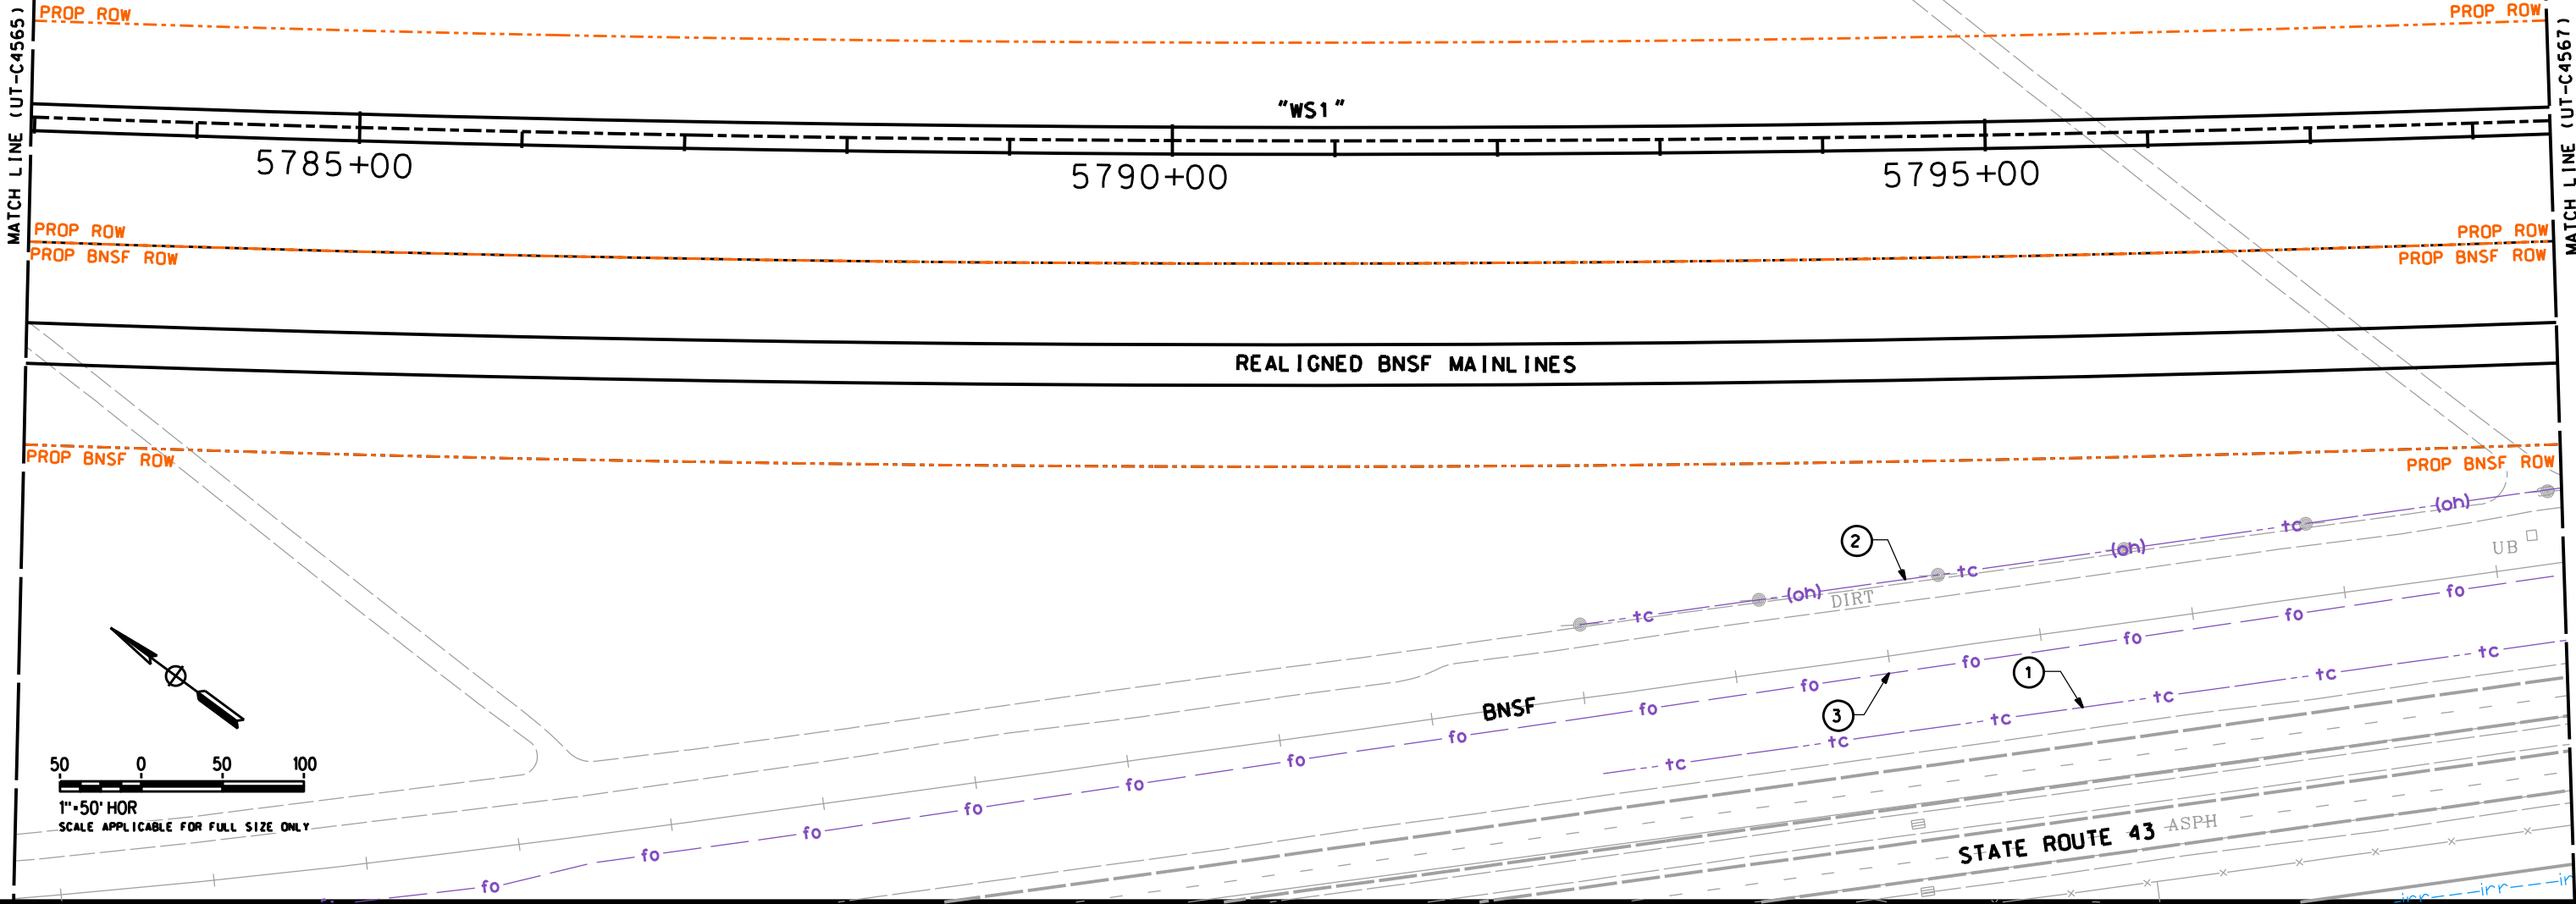 PROP ROW
PROP ROW
MATCH LINE (UT-C4565)
MATCH LINE (UT-C4567)
"WS1"
5785+00
5790+00
5795+00
PROP ROW
PROP BNSF ROW
PROP ROW
PROP BNSF ROW
REALIGNED BNSF MAINLINES
PROP BNSF ROW
PROP BNSF ROW
(oh)
tc
2
(oh)
tc
UB
(oh)
DIRT
tc
fo
fo
fo
fo
1
tc
tc
tc
fo
3
BNSF
fo
tc
tc
tc
fo
fo
fo
fo
fo
fo
fo
50 0 50 100
1"=50' HOR
SCALE APPLICABLE FOR FULL SIZE ONLY
STATE ROUTE 43
ASPH
irr
irr